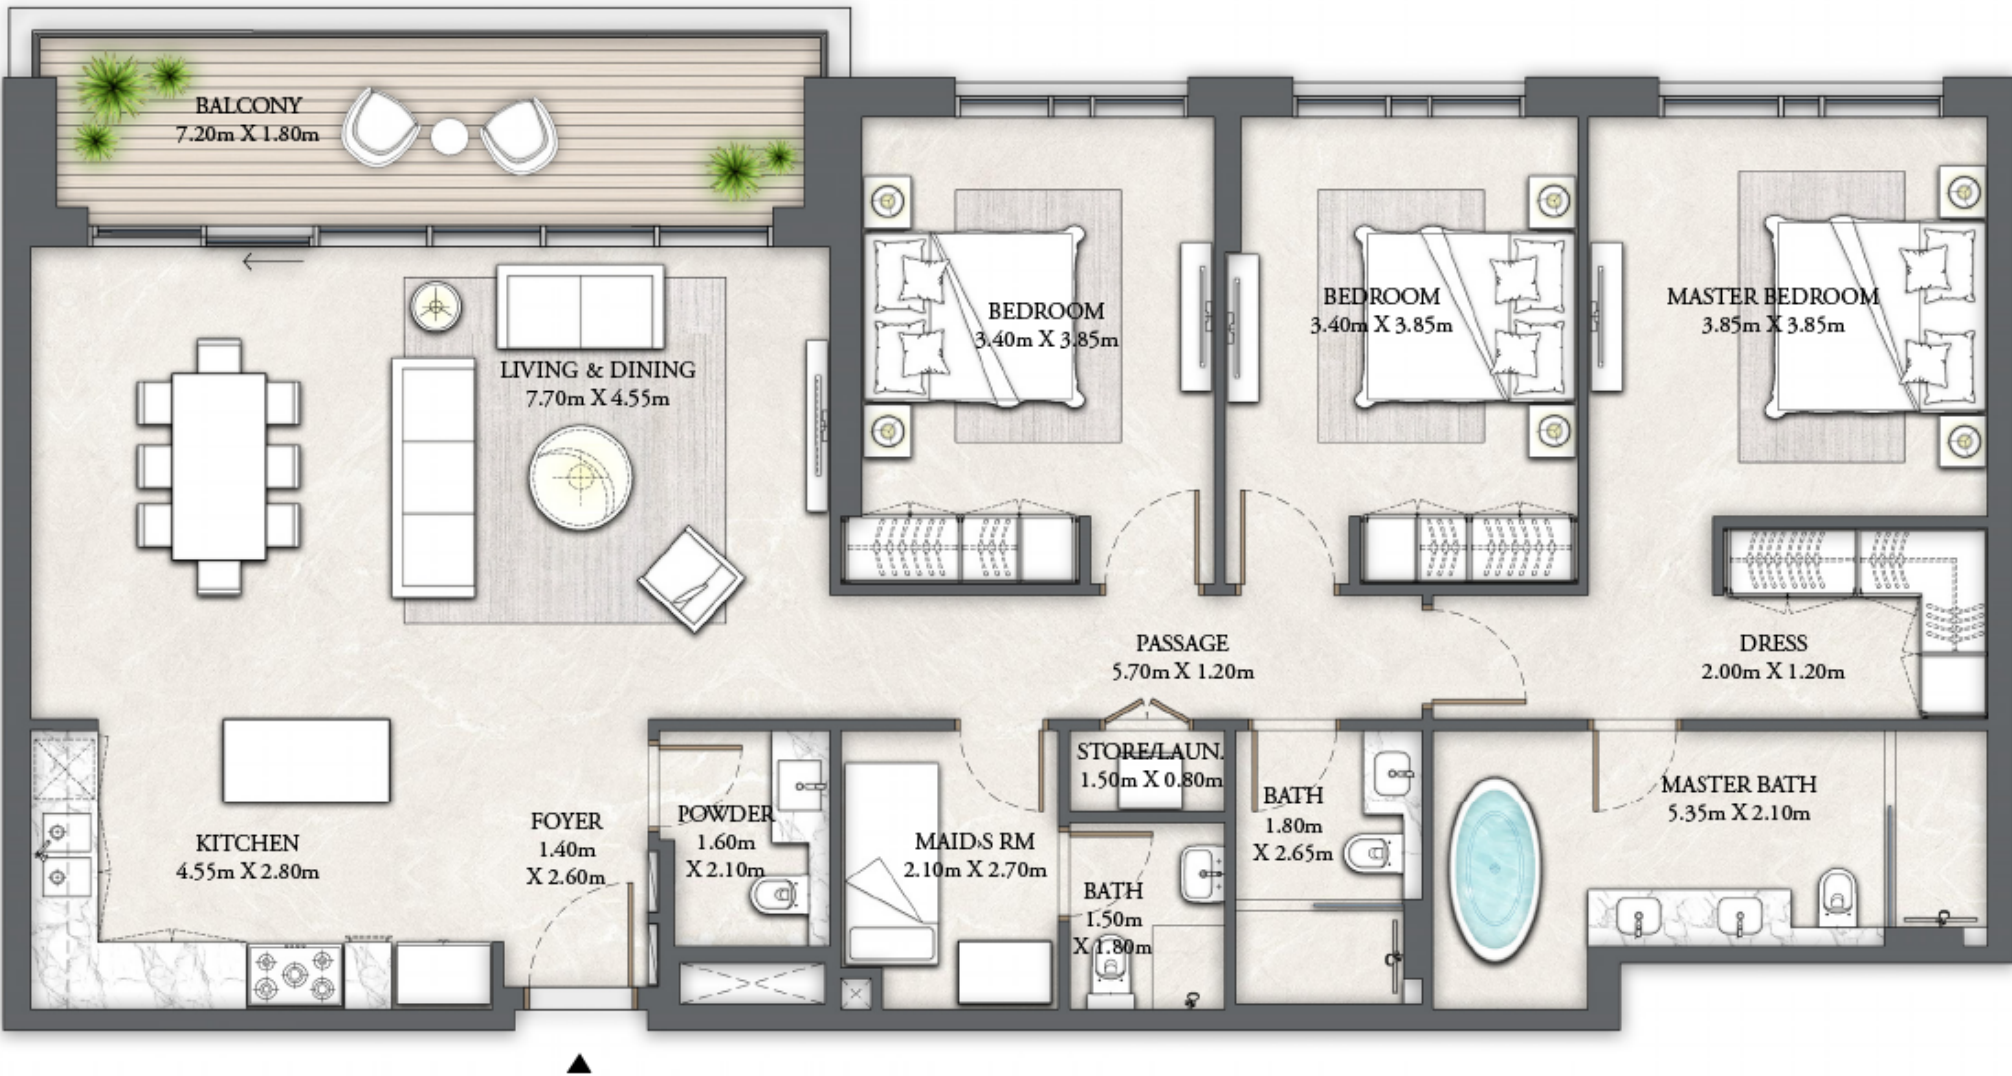 BALCONY
7.20m X 1.80m
LIVING & DINING
7.70m X 4.55m
BEDROOM
3.40m X 3.85m
BEDROOM
3.40m X 3.85m
MASTER BEDROOM
3.85m X 3.85m
PASSAGE
5.70m X 1.20m
DRESS
2.00m X 1.20m
KITCHEN
4.55m X 2.80m
FOYER
1.40m
X 2.60m
POWDER
1.60m
X 2.10m
MAID›S RM
2.10m X 2.70m
STORE/LAUN.
1.50m X 0.80m
BATH
1.50m
X 1.80m
BATH
1.80m
X 2.65m
MASTER BATH
5.35m X 2.10m